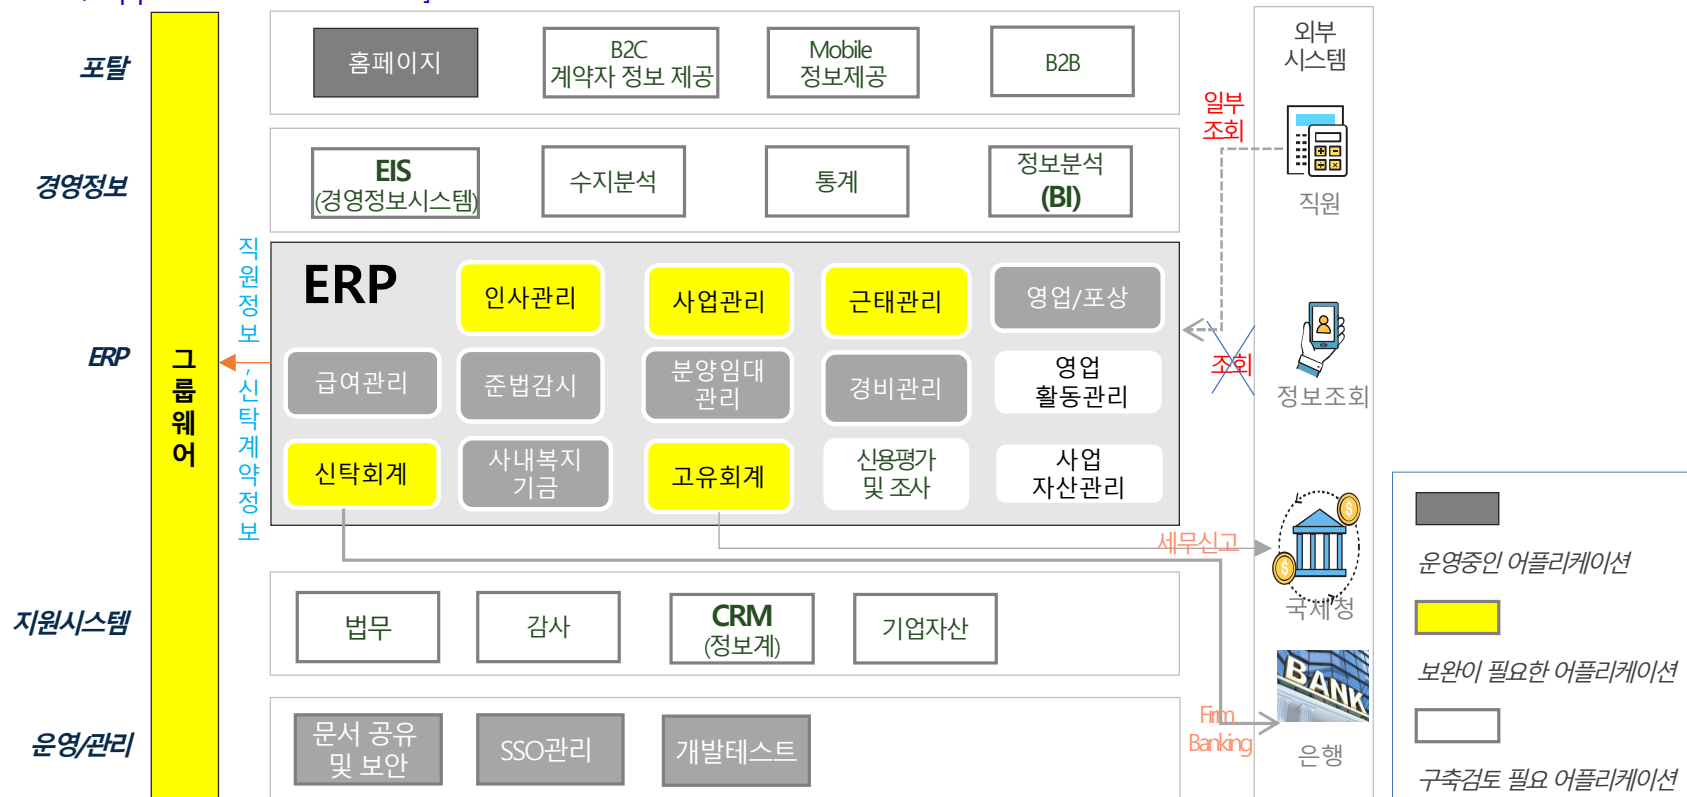 포탈
홈페이지
B2C
계약자 정보 제공
Mobile
정보제공
B2B
외부
시스템
일부
조회
직원
경영정보
EIS
(경영정보시스템)
수지분석
통계
정보분석
(BI)
ERP
그룹웨어
직원정보,신탁계약정보
ERP
인사관리
사업관리
근태관리
영업/포상
급여관리
준법감시
분양임대
관리
경비관리
영업
활동관리
조회
정보조회
신탁회계
사내복지
기금
고유회계
신용평가
및 조사
사업
자산관리
세무신고
국세청
지원시스템
법무
감사
CRM
(정보계)
기업자산
BANK
Firm
Banking
은행
운영/관리
문서 공유
및 보안
SSO관리
개발테스트
운영중인 어플리케이션
보완이 필요한 어플리케이션
구축검토 필요 어플리케이션